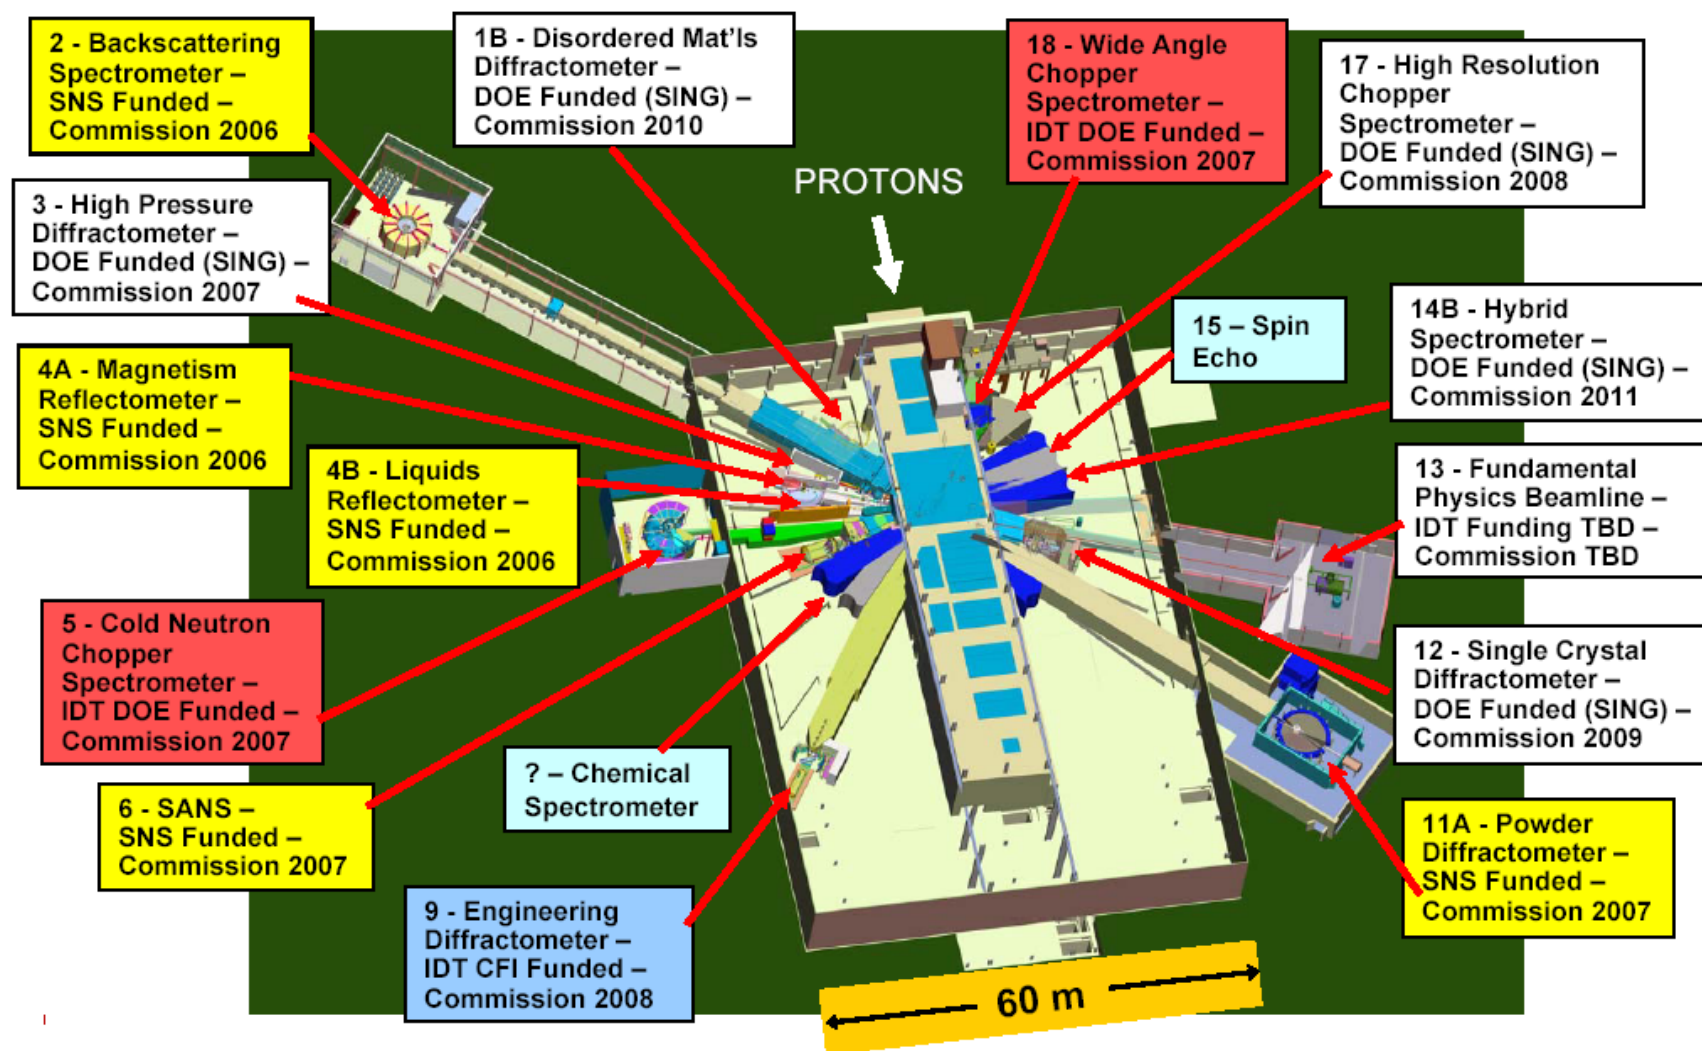 2 - Backscattering
Spectrometer –
SNS Funded –
Commission 2006
1B - Disordered Mat'ls
Diffractometer –
DOE Funded (SING) –
Commission 2010
18 - Wide Angle
Chopper
Spectrometer –
IDT DOE Funded –
Commission 2007
17 - High Resolution
Chopper
Spectrometer –
DOE Funded (SING) –
Commission 2008
PROTONS
3 - High Pressure
Diffractometer –
DOE Funded (SING) –
Commission 2007
15 – Spin
Echo
14B - Hybrid
Spectrometer –
DOE Funded (SING) –
Commission 2011
4A - Magnetism
Reflectometer –
SNS Funded –
Commission 2006
4B - Liquids
Reflectometer –
SNS Funded –
Commission 2006
13 - Fundamental
Physics Beamline –
IDT Funding TBD –
Commission TBD
5 - Cold Neutron
Chopper
Spectrometer –
IDT DOE Funded –
Commission 2007
12 - Single Crystal
Diffractometer –
DOE Funded (SING) –
Commission 2009
? – Chemical
Spectrometer
6 - SANS –
SNS Funded –
Commission 2007
11A - Powder
Diffractometer –
SNS Funded –
Commission 2007
9 - Engineering
Diffractometer –
IDT CFI Funded –
Commission 2008
60 m